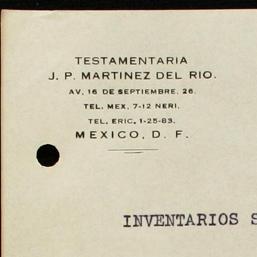 TESTAMENTARIA
J. P. MARTINEZ DEL RIO.
AV, 16 DE SEPTIEMBRE, 26.
TEL. MEX, 7-12 NERI.
TEL. ERIC, 1-25-83.
MEXICO, D. F.
INVENTARIOS S